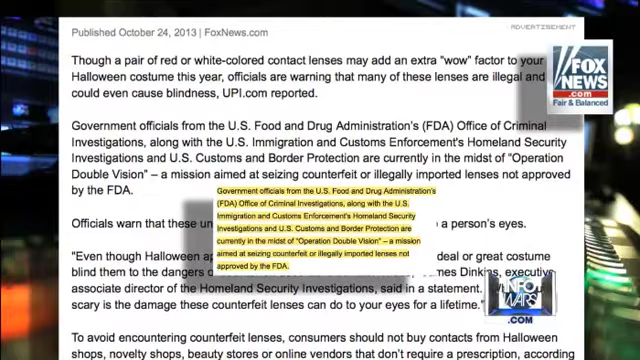 Published October 24, 2013 | FoxNews.com
ADVERTISEMENT
Though a pair of red or white-colored contact lenses may add an extra "wow" factor to your
Halloween costume this year, officials are warning that many of these lenses are illegal and
could even cause blindness, UPI.com reported.
FOX
NEWS
.com
Fair & Balanced
Government officials from the U.S. Food and Drug Administration's (FDA) Office of Criminal
Investigations, along with the U.S. Immigration and Customs Enforcement's Homeland Security
Investigations and U.S. Customs and Border Protection are currently in the midst of "Operation
Double Vision" – a mission aimed at seizing counterfeit or illegally imported lenses not approved
by the FDA.
Government officials from the U.S. Food and Drug Administration's
(FDA) Office of Criminal Investigations, along with the U.S.
Immigration and Customs Enforcement's Homeland Security
Investigations and U.S. Customs and Border Protection are
currently in the midst of "Operation Double Vision" – a mission
aimed at seizing counterfeit or illegally imported lenses not
approved by the FDA.
Officials warn that these un a person's eyes.
"Even though Halloween ap deal or great costume
blind them to the dangers o James Dinkins, executive
associate director of the Homeland Security Investigations, said in a statement.
scary is the damage these counterfeit lenses can do to your eyes for a lifetime."
INFO
WARS
.COM
To avoid encountering counterfeit lenses, consumers should not buy contacts from Halloween
shops, novelty shops, beauty stores or online vendors that don't require a prescription, according